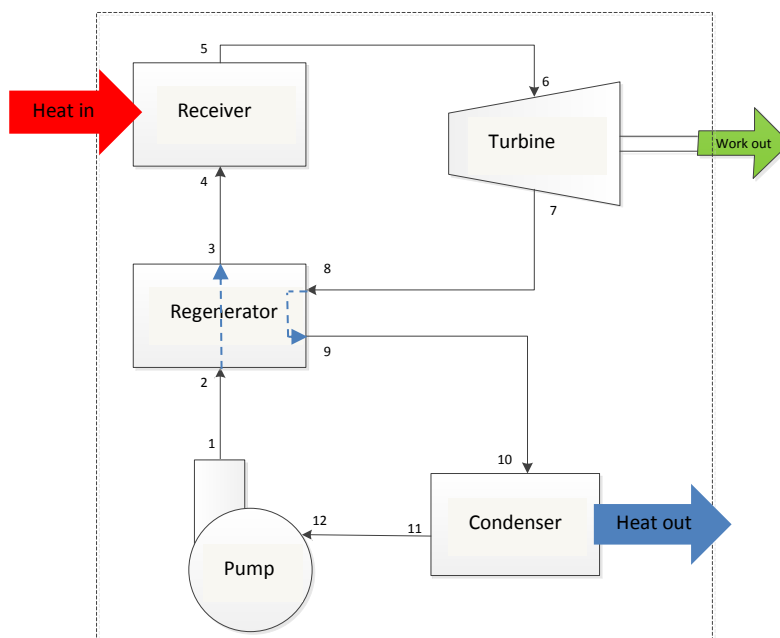 5
Heat in
Receiver
6
Turbine
Work out
4
7
3
8
Regenerator
9
2
1
10
12
11
Condenser
Heat out
Pump